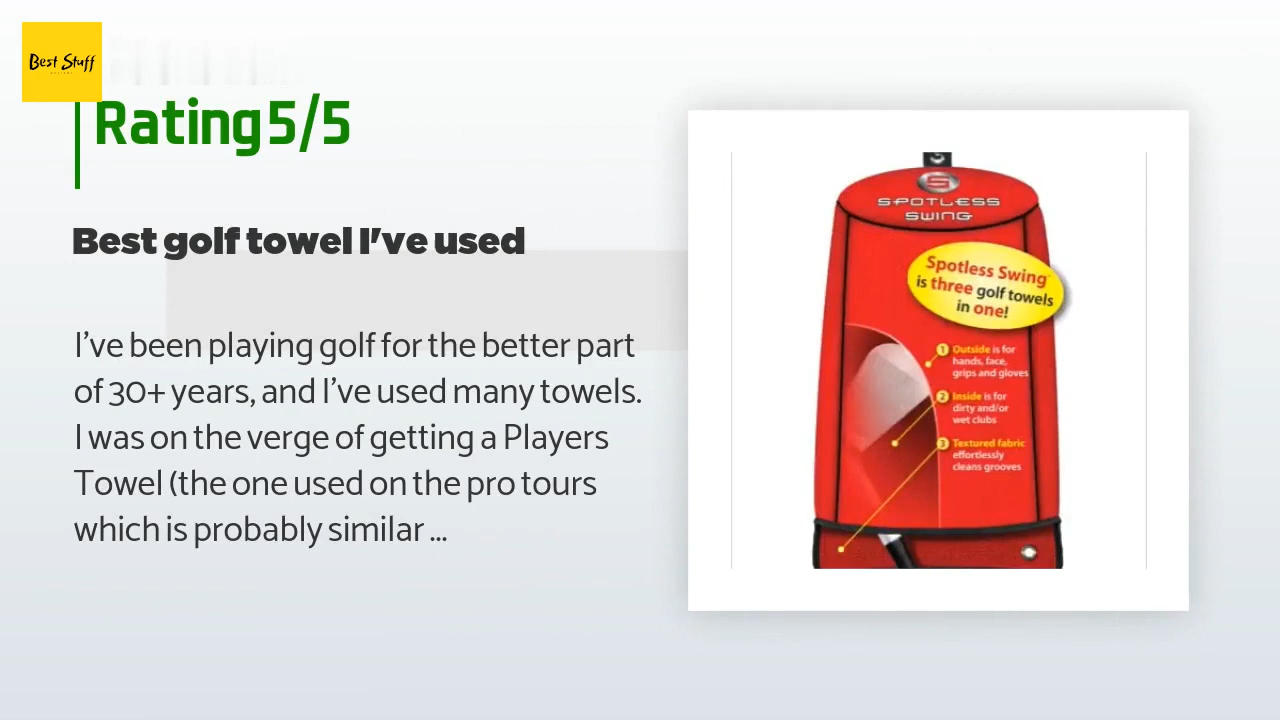 Best Stuff
Rating 5/5
Best golf towel I've used
I've been playing golf for the better part
of 30+ years, and I've used many towels.
I was on the verge of getting a Players
Towel (the one used on the pro tours
which is probably similar ...
S
SPOTLESS
SWING
Spotless Swing
is three golf towels
in one!
1 Outside is for
hands, face,
grips and gloves
2 Inside is for
dirty and/or
wet clubs
3 Textured fabric
effortlessly
cleans grooves